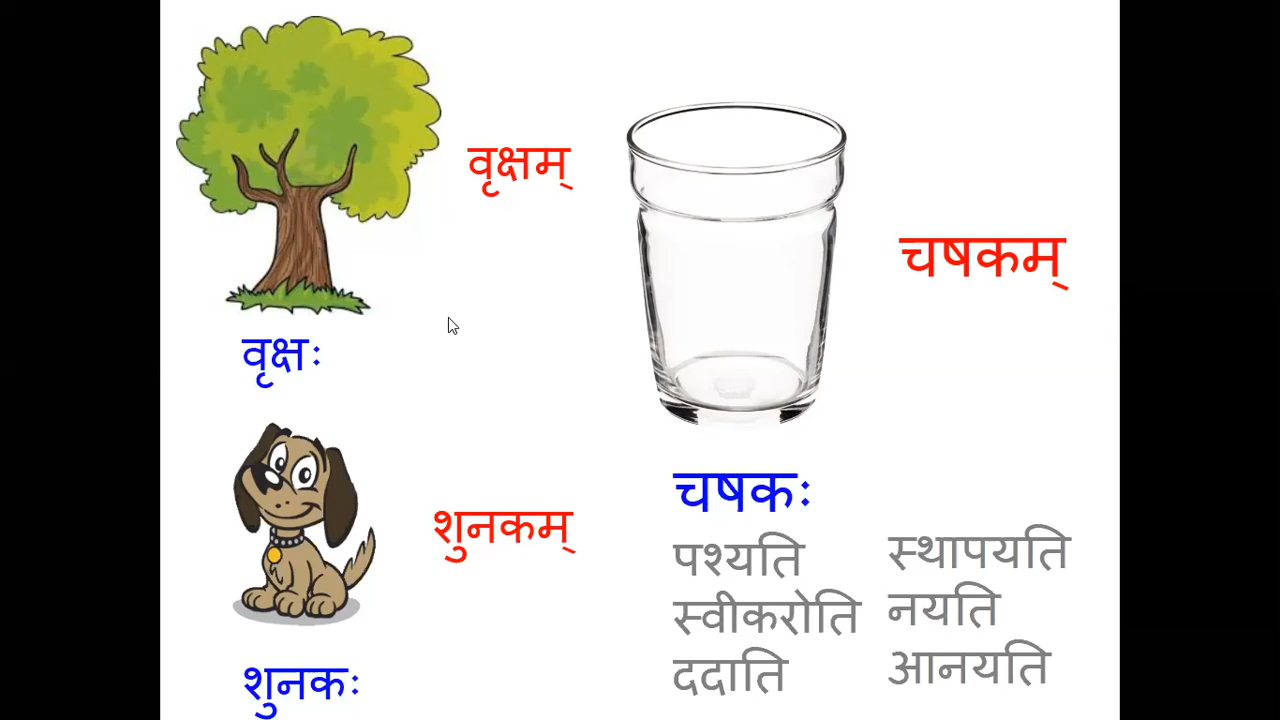 वृक्षम्
वृक्षः
शुनकम्
शुनकः
चषकम्
चषकः
पश्यति
स्वीकरोति
ददाति
स्थापयति
नयति
आनयति